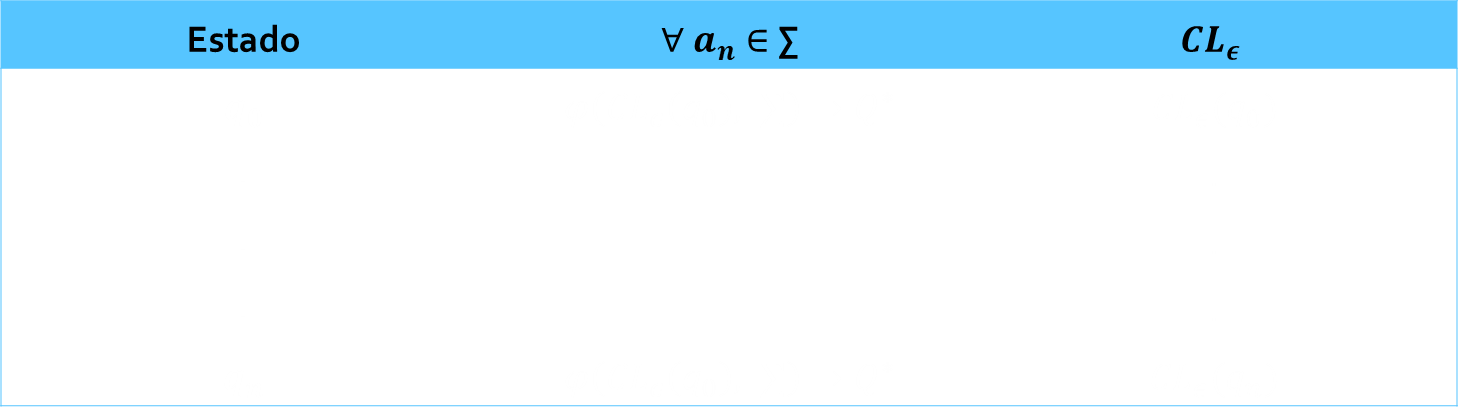 Estado ∀ aₙ ∈ ∑ CL_ϵ